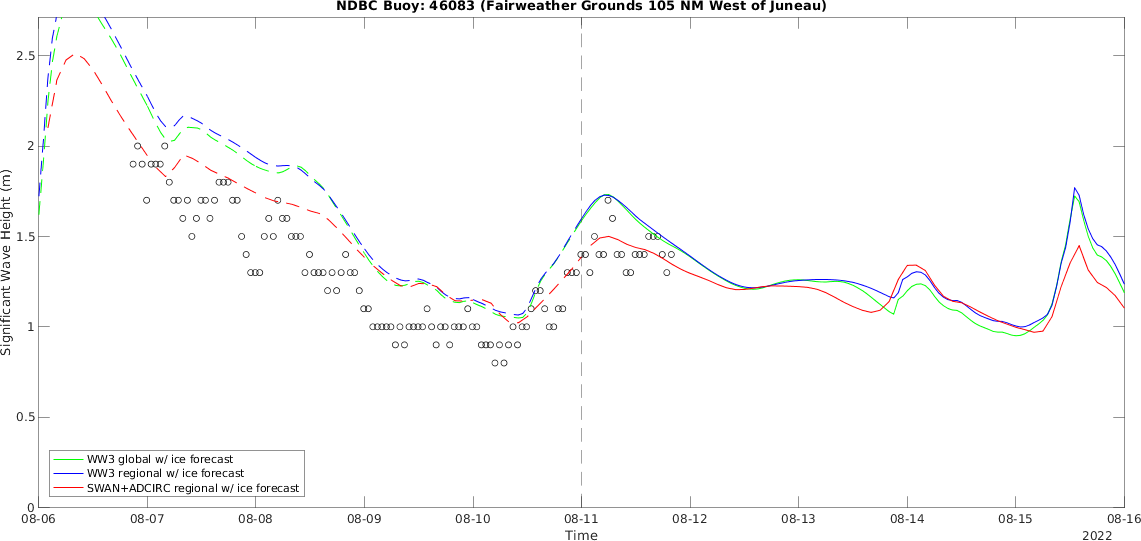 NDBC Buoy: 46083 (Fairweather Grounds 105 NM West of Juneau)
Significant Wave Height (m)
2.5
2
1.5
1
0.5
0
WW3 global w/ ice forecast
WW3 regional w/ ice forecast
SWAN+ADCIRC regional w/ ice forecast
08-06 08-07 08-08 08-09 08-10 08-11 08-12 08-13 08-14 08-15 08-16
Time
2022